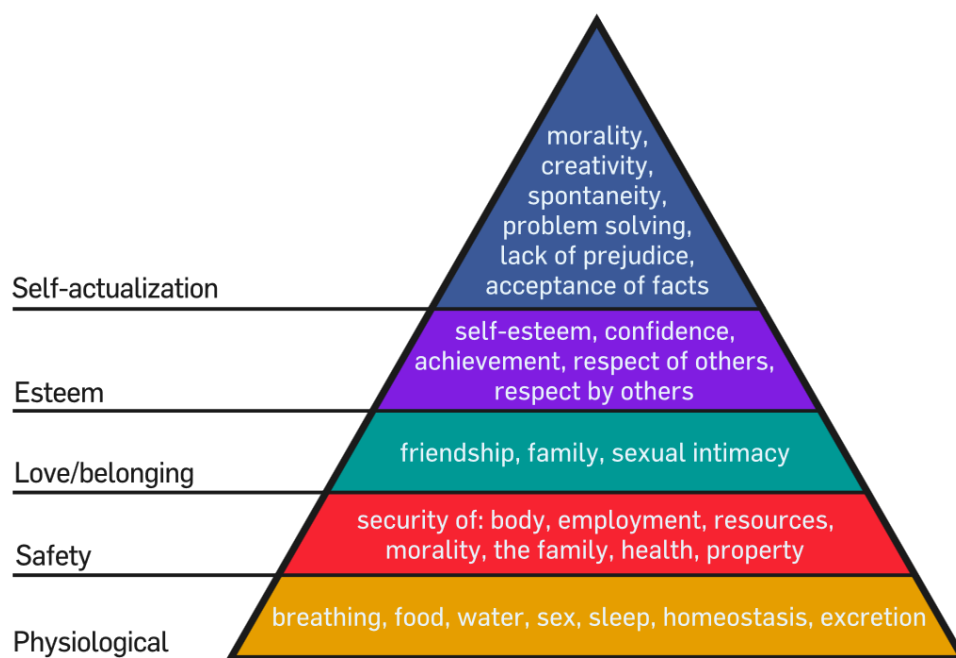 morality,
creativity,
spontaneity,
problem solving,
lack of prejudice,
acceptance of facts
Self-actualization
self-esteem, confidence,
achievement, respect of others,
respect by others
Esteem
friendship, family, sexual intimacy
Love/belonging
security of: body, employment, resources,
morality, the family, health, property
Safety
breathing, food, water, sex, sleep, homeostasis, excretion
Physiological